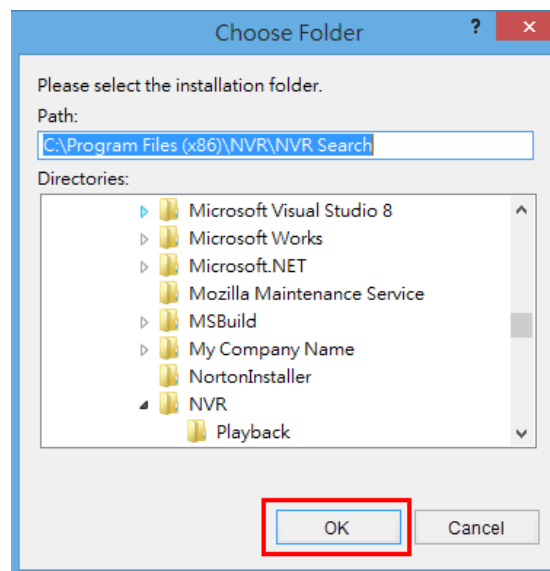 Choose Folder
?
×
Please select the installation folder.
Path:
C:\Program Files (x86)\NVR\NVR Search
Directories:
Microsoft Visual Studio 8
Microsoft Works
Microsoft.NET
Mozilla Maintenance Service
MSBuild
My Company Name
NortonInstaller
NVR
Playback
OK
Cancel